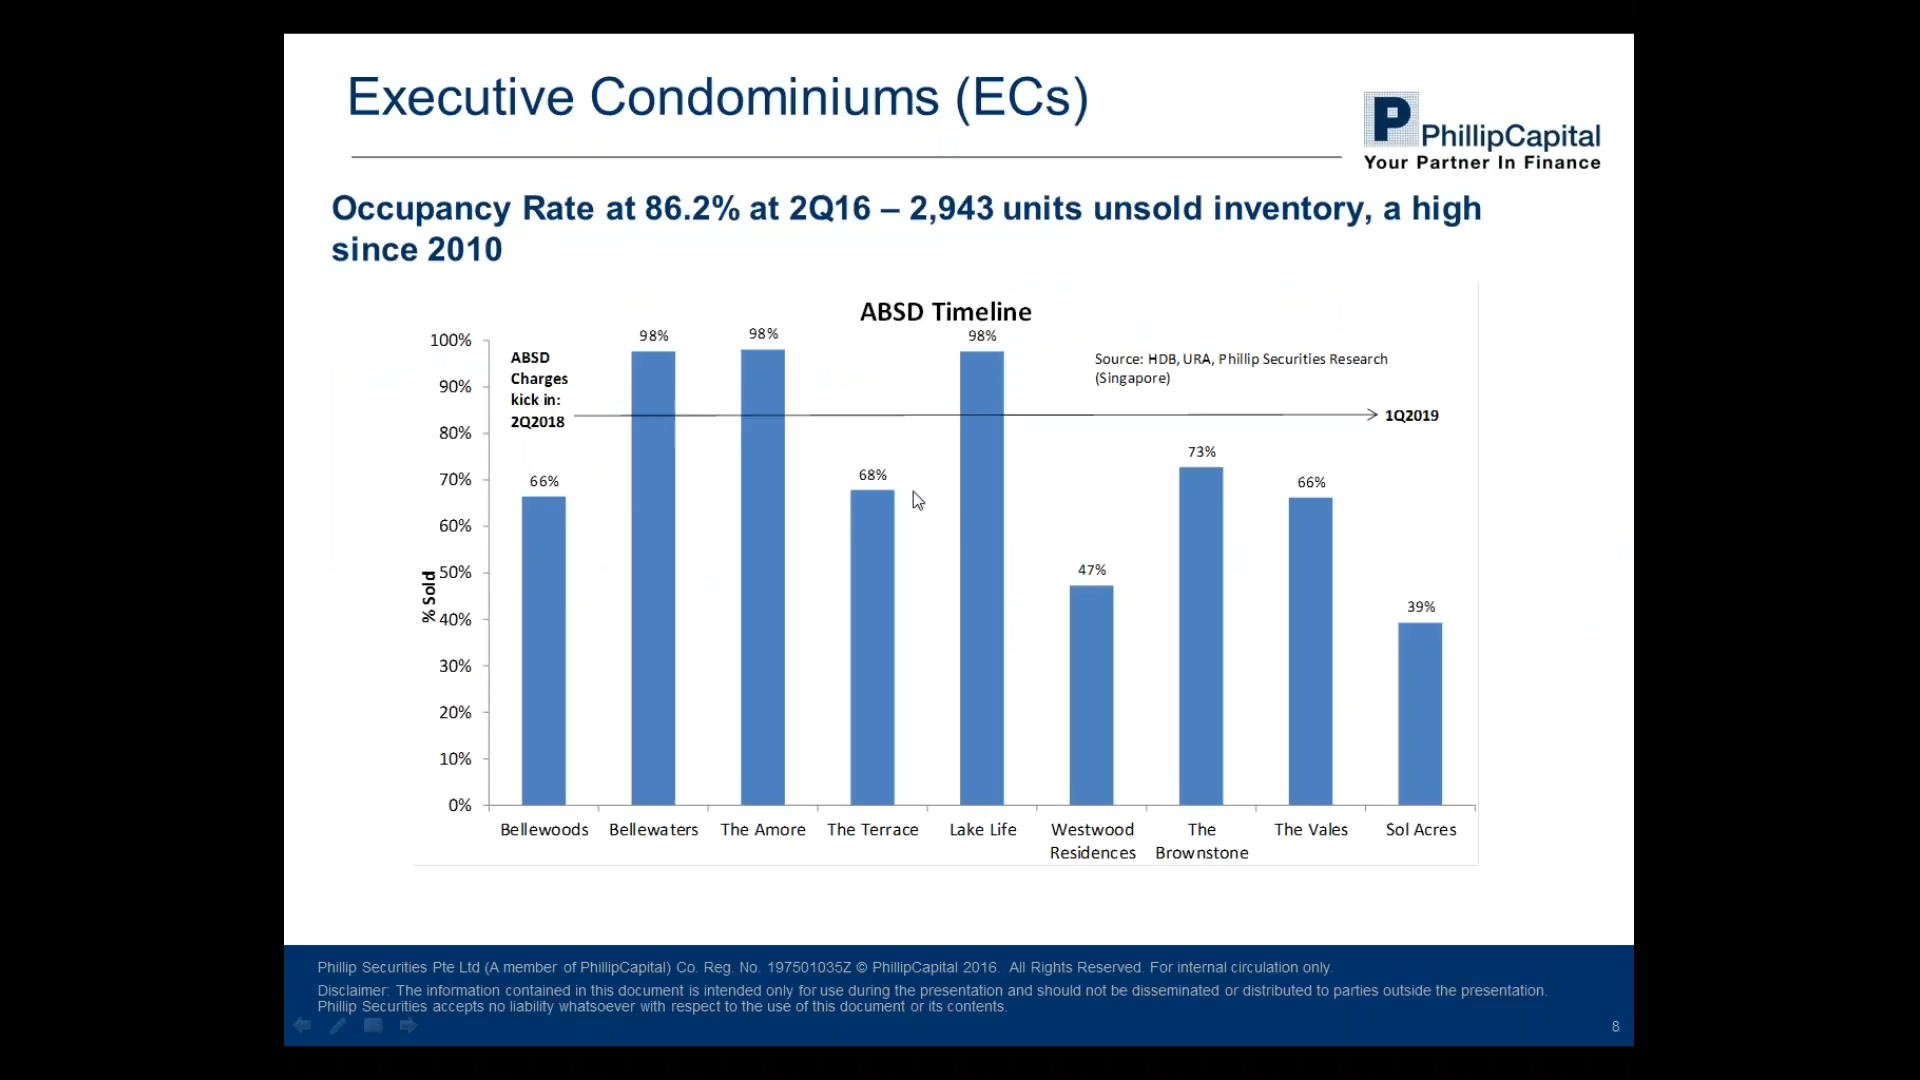 Executive Condominiums (ECs)
P
PhillipCapital
Your Partner In Finance
Occupancy Rate at 86.2% at 2Q16 – 2,943 units unsold inventory, a high
since 2010
ABSD Timeline
100%
90%
80%
70%
60%
50%
40%
30%
20%
10%
0%
% Sold
ABSD
Charges
kick in:
2Q2018
1Q2019
Source: HDB, URA, Phillip Securities Research
(Singapore)
66%
98%
98%
68%
98%
47%
73%
66%
39%
Bellewoods
Bellewaters
The Amore
The Terrace
Lake Life
Westwood
Residences
The
Brownstone
The Vales
Sol Acres
Phillip Securities Pte Ltd (A member of PhillipCapital) Co. Reg. No. 197501035Z © PhillipCapital 2016. All Rights Reserved. For internal circulation only.
Disclaimer: The information contained in this document is intended only for use during the presentation and should not be disseminated or distributed to parties outside the presentation.
Phillip Securities accepts no liability whatsoever with respect to the use of this document or its contents.
8